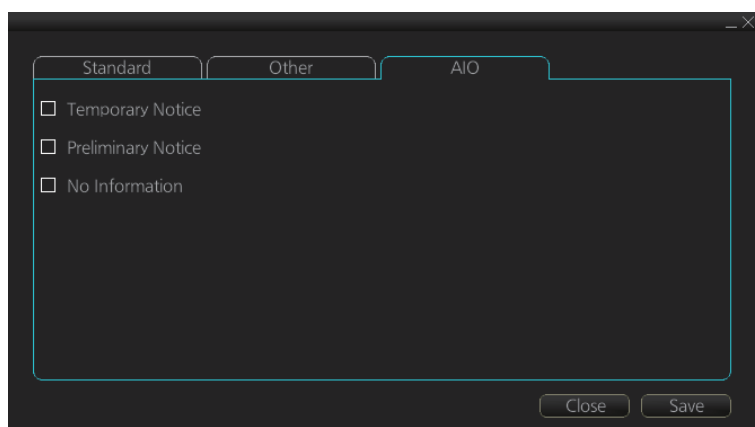 Standard Other AIO
Temporary Notice
Preliminary Notice
No Information
Close Save